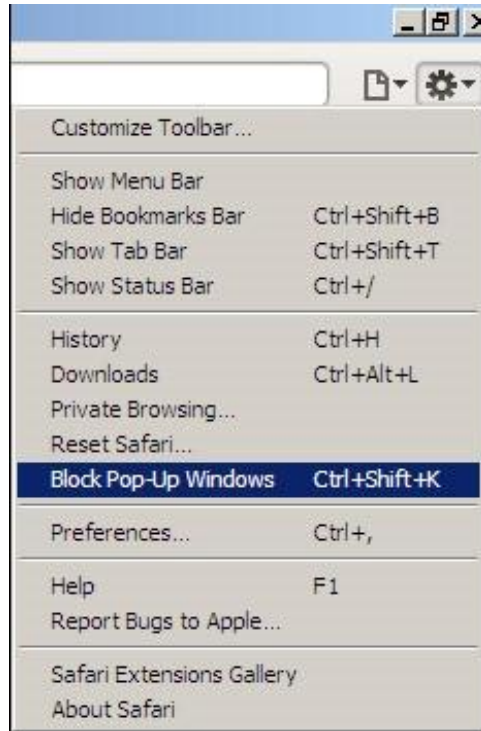 Customize Toolbar...
Show Menu Bar
Hide Bookmarks Bar Ctrl+Shift+B
Show Tab Bar Ctrl+Shift+T
Show Status Bar Ctrl+/
History Ctrl+H
Downloads Ctrl+Alt+L
Private Browsing...
Reset Safari...
Block Pop-Up Windows Ctrl+Shift+K
Preferences... Ctrl+,
Help F1
Report Bugs to Apple...
Safari Extensions Gallery
About Safari